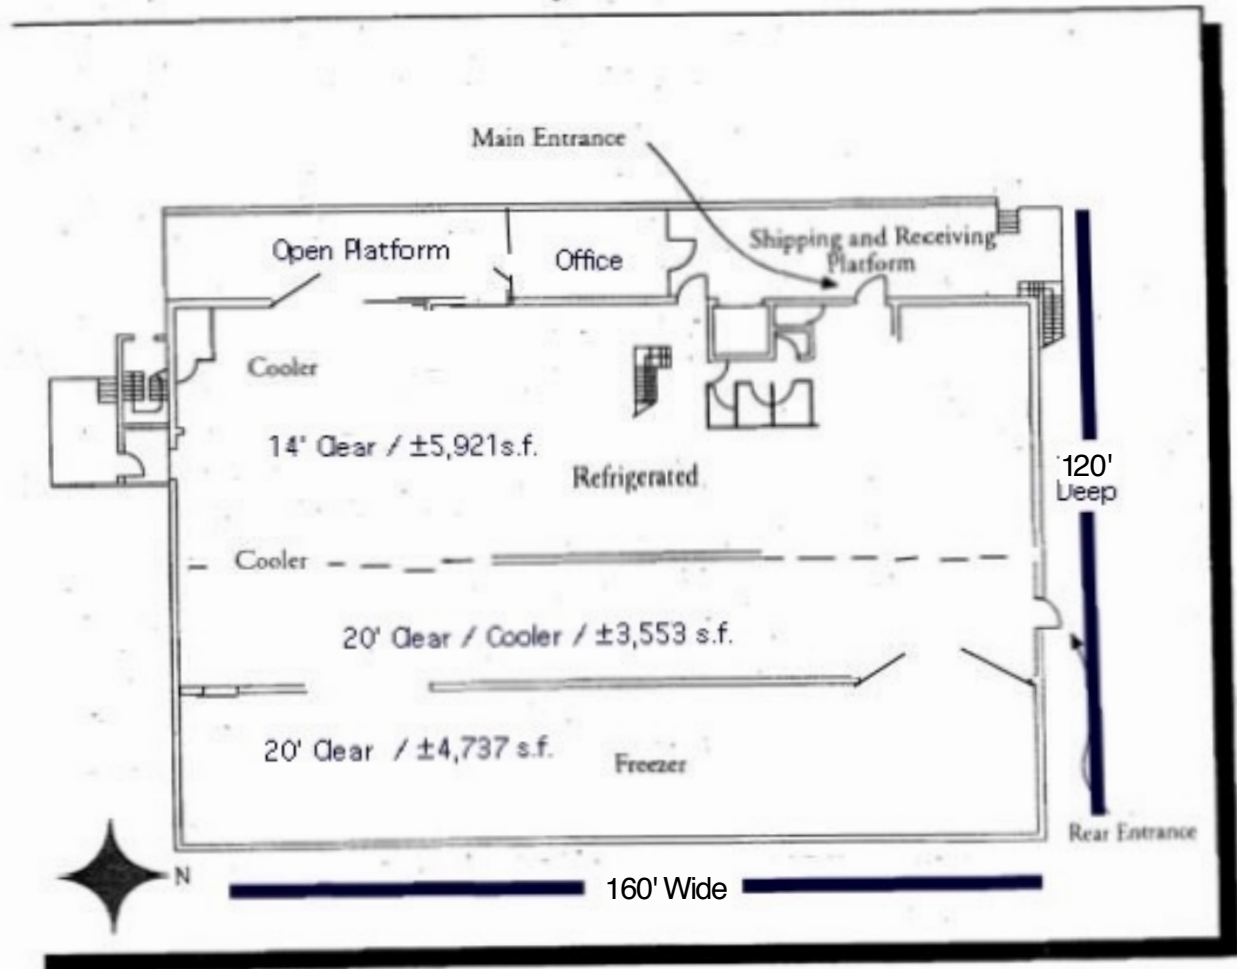 Main Entrance
Open Platform
Office
Shipping and Receiving
Platform
Cooler
14' Clear / ±5,921s.f.
Refrigerated
120'
Deep
Cooler
20' Clear / Cooler / ±3,553 s.f.
20' Clear / ±4,737 s.f.
Freezer
Rear Entrance
N
160' Wide